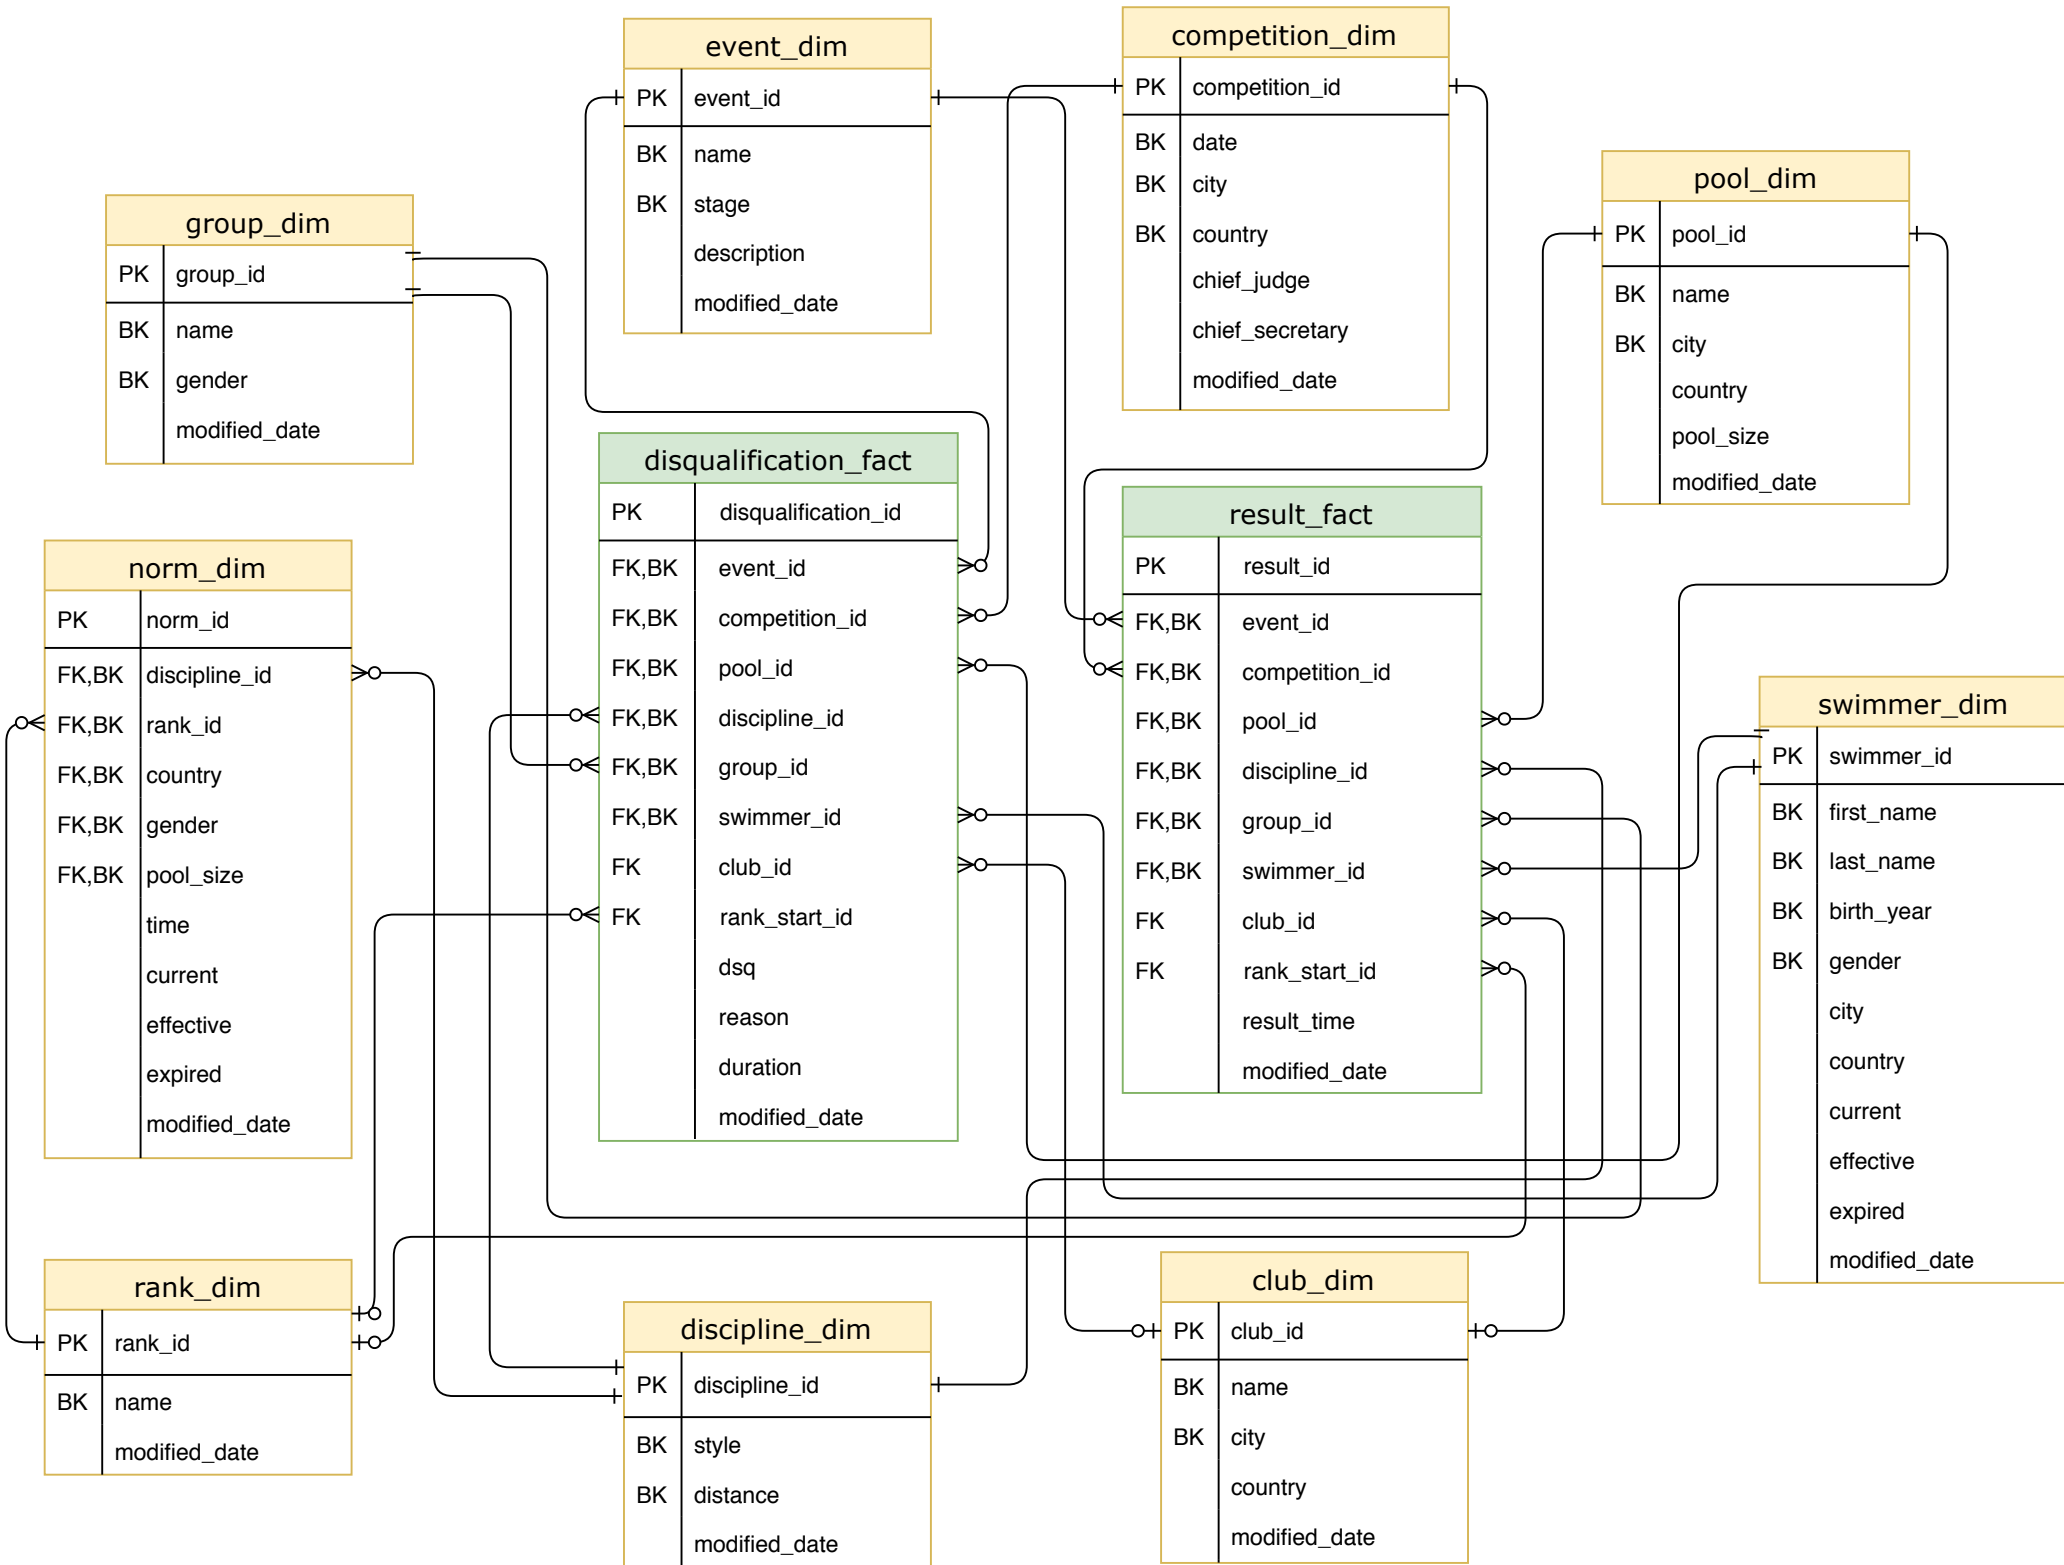 event_dim
PK event_id
BK name
BK stage
description
modified_date
competition_dim
PK competition_id
BK date
BK city
BK country
chief_judge
chief_secretary
modified_date
pool_dim
PK pool_id
BK name
BK city
country
pool_size
modified_date
group_dim
PK group_id
BK name
BK gender
modified_date
disqualification_fact
PK disqualification_id
FK,BK event_id
FK,BK competition_id
FK,BK pool_id
FK,BK discipline_id
FK,BK group_id
FK,BK swimmer_id
FK club_id
FK rank_start_id
dsq
reason
duration
modified_date
result_fact
PK result_id
FK,BK event_id
FK,BK competition_id
FK,BK pool_id
FK,BK discipline_id
FK,BK group_id
FK,BK swimmer_id
FK club_id
FK rank_start_id
result_time
modified_date
norm_dim
PK norm_id
FK,BK discipline_id
FK,BK rank_id
FK,BK country
FK,BK gender
FK,BK pool_size
time
current
effective
expired
modified_date
swimmer_dim
PK swimmer_id
BK first_name
BK last_name
BK birth_year
BK gender
city
country
current
effective
expired
modified_date
rank_dim
PK rank_id
BK name
modified_date
discipline_dim
PK discipline_id
BK style
BK distance
modified_date
club_dim
PK club_id
BK name
BK city
country
modified_date